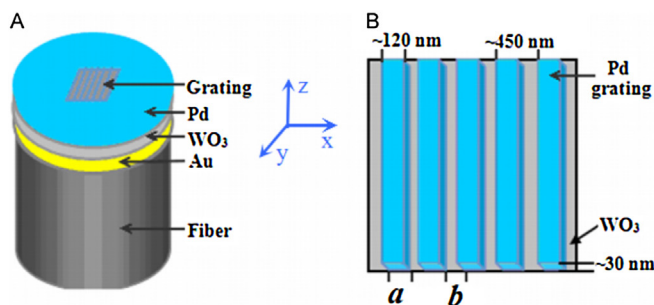 A
Grating
Pd
WO₃
Au
Fiber
z
x
y
B
~120 nm
~450 nm
Pd
grating
WO₃
~30 nm
a
b